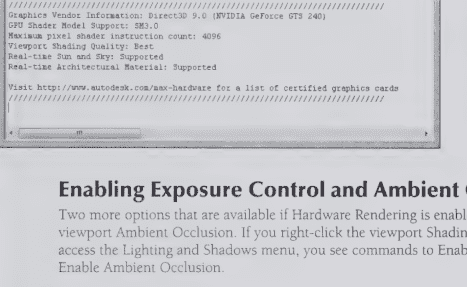 ////////////////////////////////////////////////////////////////////////////////
Graphics Vendor Information: Direct3D 9.0 (NVIDIA GeForce GTS 240)
GPU Shader Model Support: SM3.0
Maximum pixel shader instruction count: 4096
Viewport Shading Quality: Best
Real-time Sun and Sky: Supported
Real-time Architectural Material: Supported
Visit http://www.autodesk.com/max-hardware for a list of certified graphics cards
////////////////////////////////////////////////////////////////////////////////
Enabling Exposure Control and Ambient
Two more options that are available if Hardware Rendering is enabl
viewport Ambient Occlusion. If you right-click the viewport Shadin
access the Lighting and Shadows menu, you see commands to Enab
Enable Ambient Occlusion.